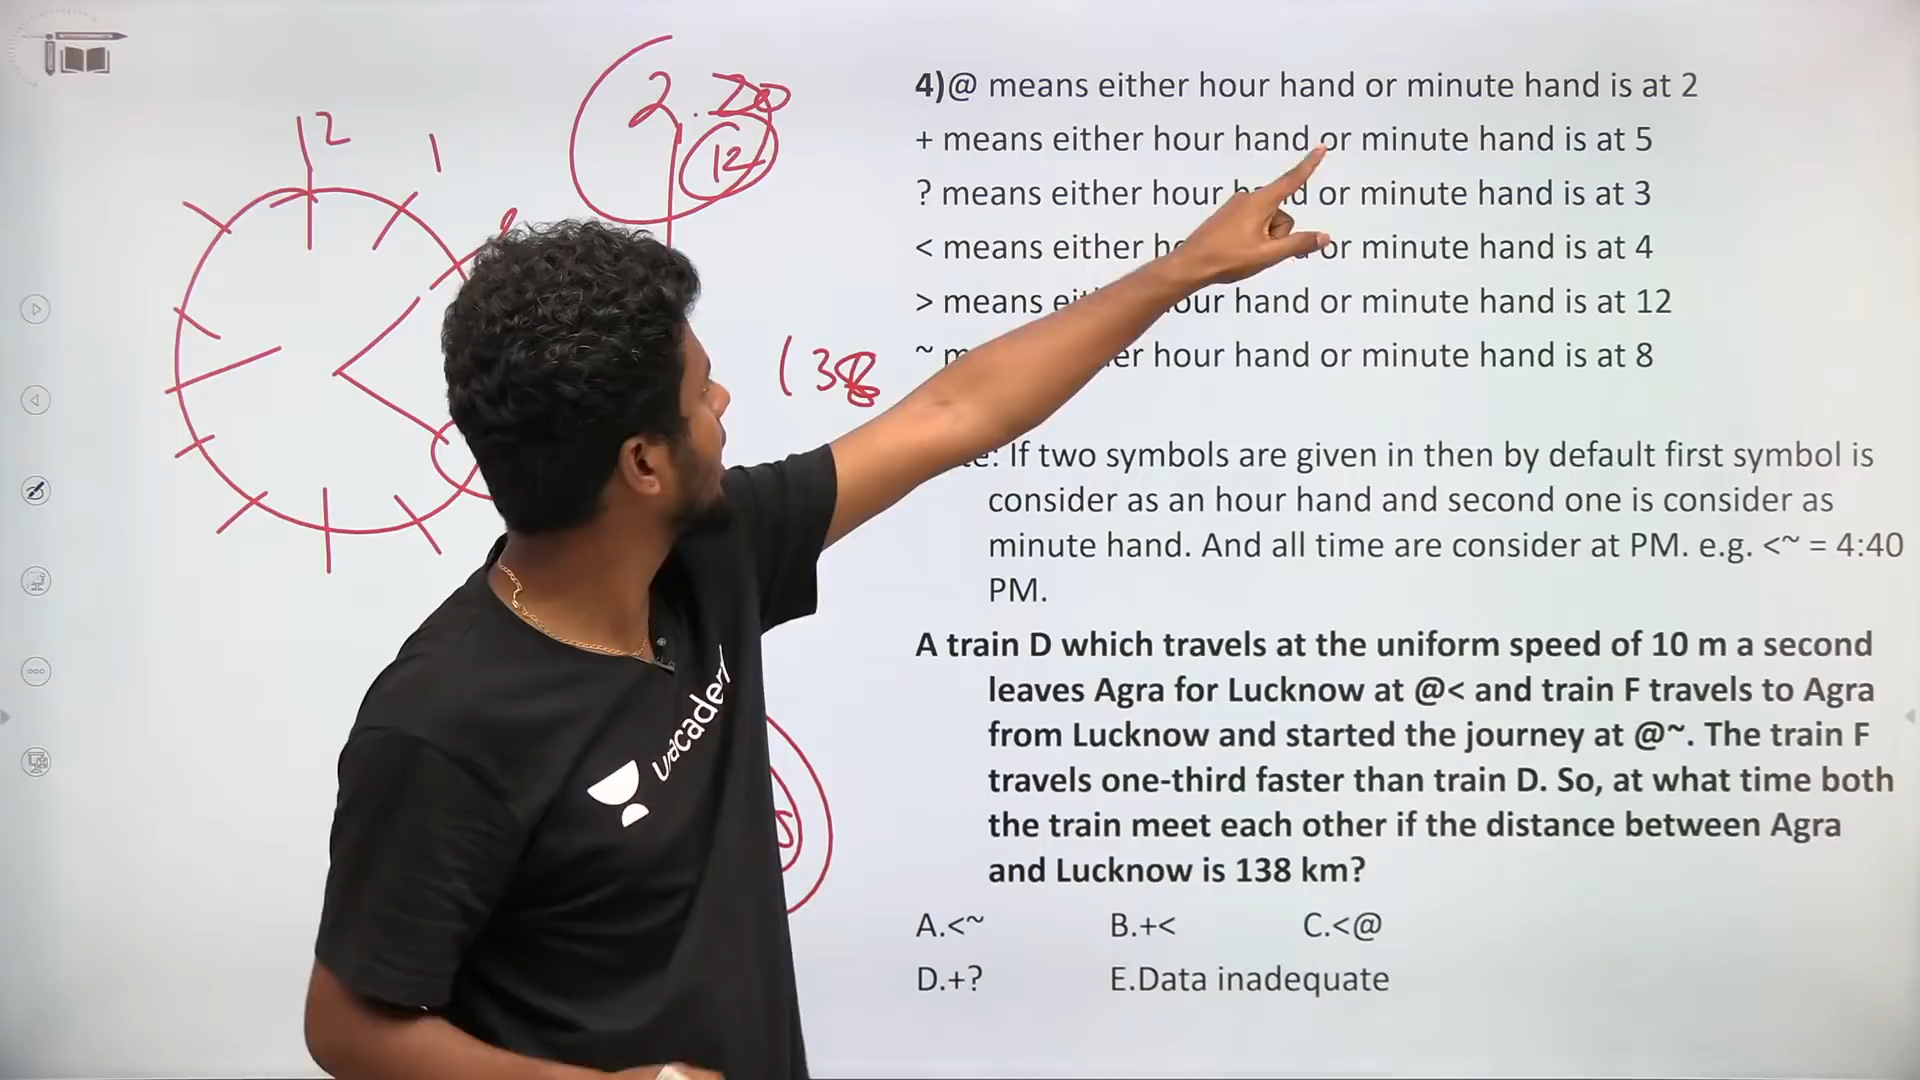 12
1
2.20
12
138
4)@ means either hour hand or minute hand is at 2
+ means either hour hand or minute hand is at 5
? means either hour hand or minute hand is at 3
< means either or minute hand is at 4
> means hour hand or minute hand is at 12
~ hour hand or minute hand is at 8
If two symbols are given in then by default first symbol is
consider as an hour hand and second one is consider as
minute hand. And all time are consider at PM. e.g. <~ = 4:40
PM.
A train D which travels at the uniform speed of 10 m a second
leaves Agra for Lucknow at @< and train F travels to Agra
from Lucknow and started the journey at @~. The train F
travels one-third faster than train D. So, at what time both
the train meet each other if the distance between Agra
and Lucknow is 138 km?
A.<~ B.+< C.<@
D.+? E.Data inadequate
unacademy